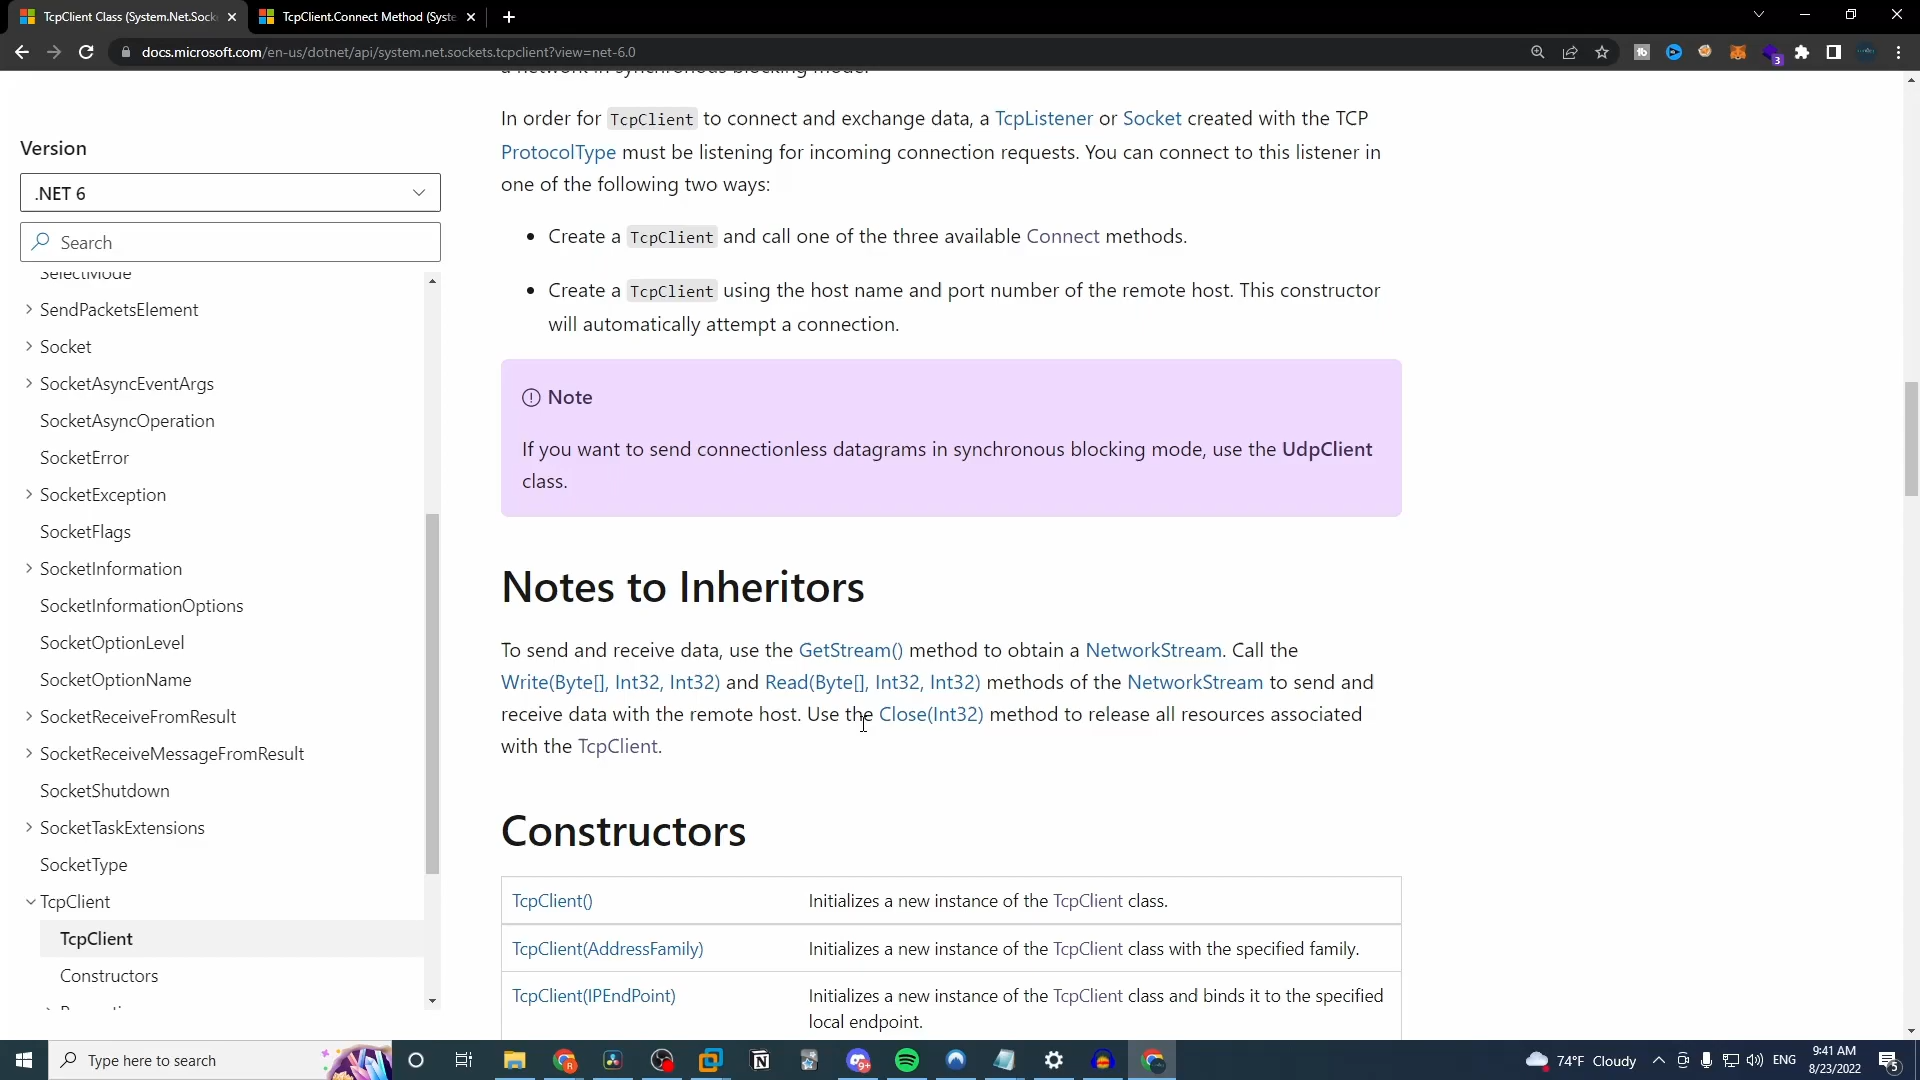 TcpClient Class (System.Net.Sock
TcpClient.Connect Method (Syste
docs.microsoft.com/en-us/dotnet/api/system.net.sockets.tcpclient?view=net-6.0
3
a network in synchronous blocking mode.
In order for TcpClient to connect and exchange data, a TcpListener or Socket created with the TCP
ProtocolType must be listening for incoming connection requests. You can connect to this listener in
one of the following two ways:
• Create a TcpClient and call one of the three available Connect methods.
• Create a TcpClient using the host name and port number of the remote host. This constructor
will automatically attempt a connection.
Note
If you want to send connectionless datagrams in synchronous blocking mode, use the UdpClient
class.
Notes to Inheritors
To send and receive data, use the GetStream() method to obtain a NetworkStream. Call the
Write(Byte[], Int32, Int32) and Read(Byte[], Int32, Int32) methods of the NetworkStream to send and
receive data with the remote host. Use the Close(Int32) method to release all resources associated
with the TcpClient.
Constructors
TcpClient() Initializes a new instance of the TcpClient class.
TcpClient(AddressFamily) Initializes a new instance of the TcpClient class with the specified family.
TcpClient(IPEndPoint) Initializes a new instance of the TcpClient class and binds it to the specified
local endpoint.
Version
.NET 6
Search
SelectMode
SendPacketsElement
Socket
SocketAsyncEventArgs
SocketAsyncOperation
SocketError
SocketException
SocketFlags
SocketInformation
SocketInformationOptions
SocketOptionLevel
SocketOptionName
SocketReceiveFromResult
SocketReceiveMessageFromResult
SocketShutdown
SocketTaskExtensions
SocketType
TcpClient
TcpClient
Constructors
Type here to search
9+
74°F Cloudy
ENG
9:41 AM
8/23/2022
5